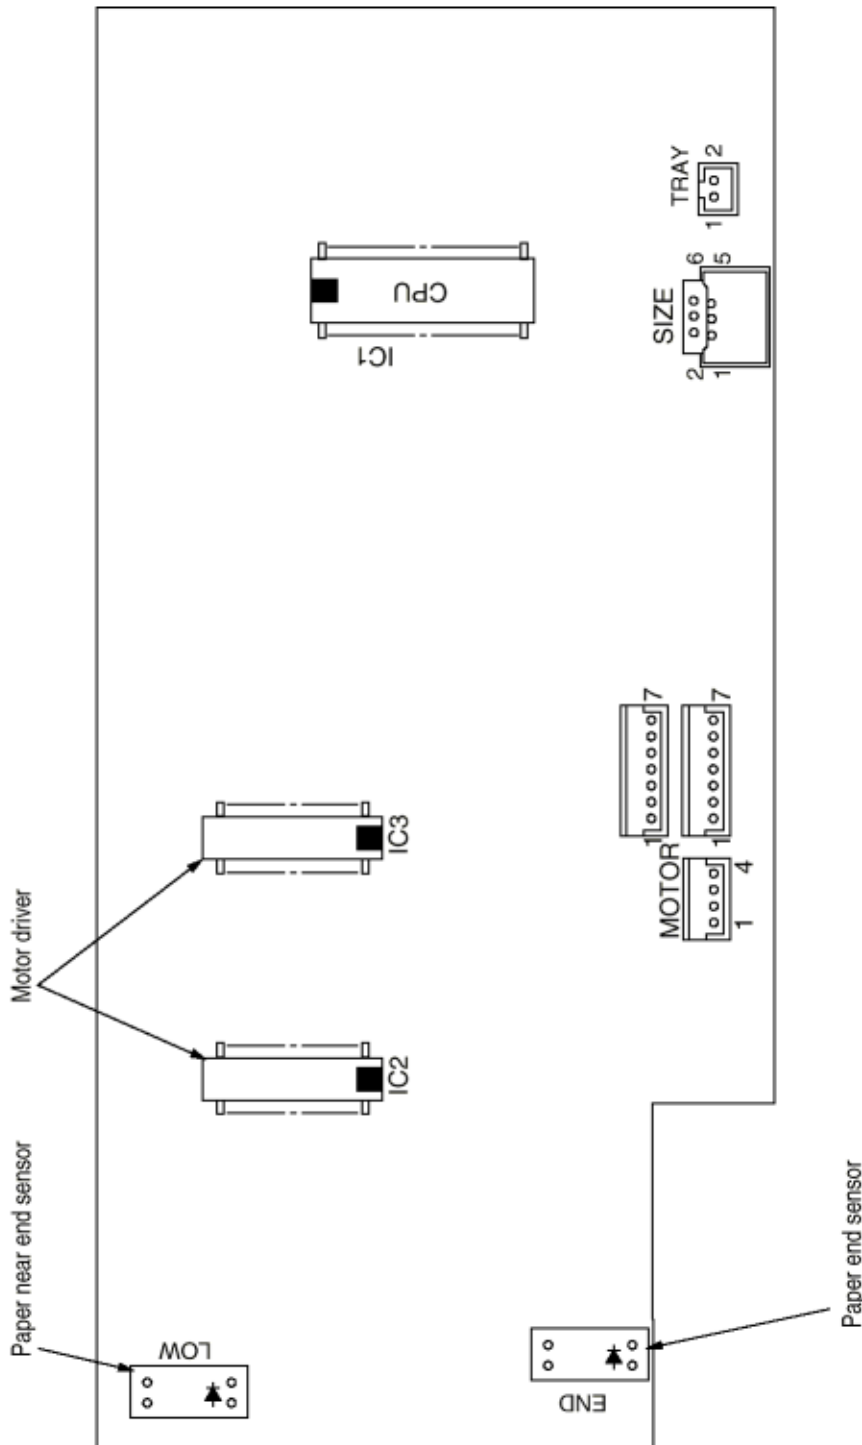 TRAY
1 2
SIZE
2 6
1 5
CPU
IC1
1 7
1 7
MOTOR
1 4
IC3
Motor driver
IC2
Paper near end sensor
LOW
Paper end sensor
END